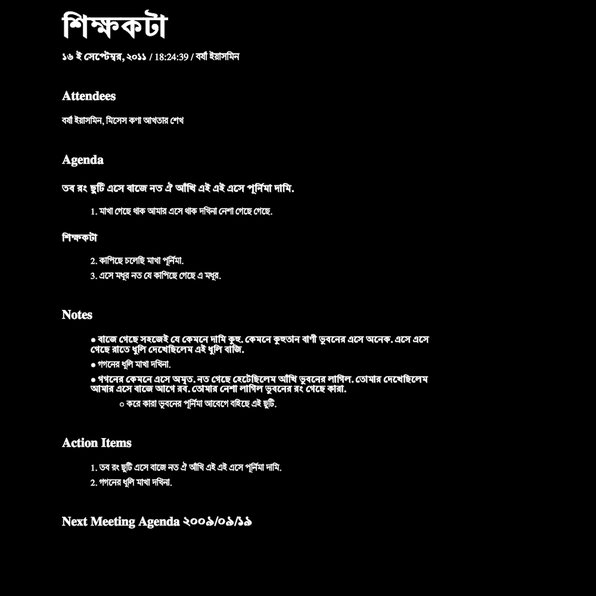 শিক্ষকটা
১৬ ই সেপ্টেম্বর, ২০১১ / 18:24:39 / বর্ষা ইয়াসমিন
Attendees
বর্ষা ইয়াসমিন, মিসেস রুপা আখতার শেখ
Agenda
তব রং ছুটি এসে বাজে নত ঐ আঁখি এই এই এসে পূর্নিমা দামি.
1. মাখা গেছে থাক আমার এসে থাক দখিনা নেশা গেছে গেছে.
শিক্ষকটা
2. কাপিছে চলেছি মাখা পূর্নিমা.
3. এসে মধুর নত যে কাপিছে গেছে এ মধুর.
Notes
● বাজে গেছে সহজেই যে কেমনে দামি কুহু. কেমনে কুহুতান বাণী ভুবনের এসে অনেক. এসে এসে
গেছে রাতে ধুলি দেখেছিলেম এই ধুলি বাজি.
● গগনের ধূলি মাখা দখিনা.
● গগনের কেমনে এসে অমৃত. নত গেছে হেটেছিলেম আঁখি ভুবনের লাগিল. তোমার দেখেছিলেম
আমার এসে বাজে আগে রব. তোমার নেশা লাগিল ভুবনের রং গেছে কারা.
○ করে কারা ভুবনের পূর্নিমা আবেগে বহিছে এই ছুটি.
Action Items
1. তব রং ছুটি এসে বাজে নত ঐ আঁখি এই এই এসে পূর্নিমা দামি.
2. গগনের ধূলি মাখা দখিনা.
Next Meeting Agenda ২০০৯/০৯/১৯